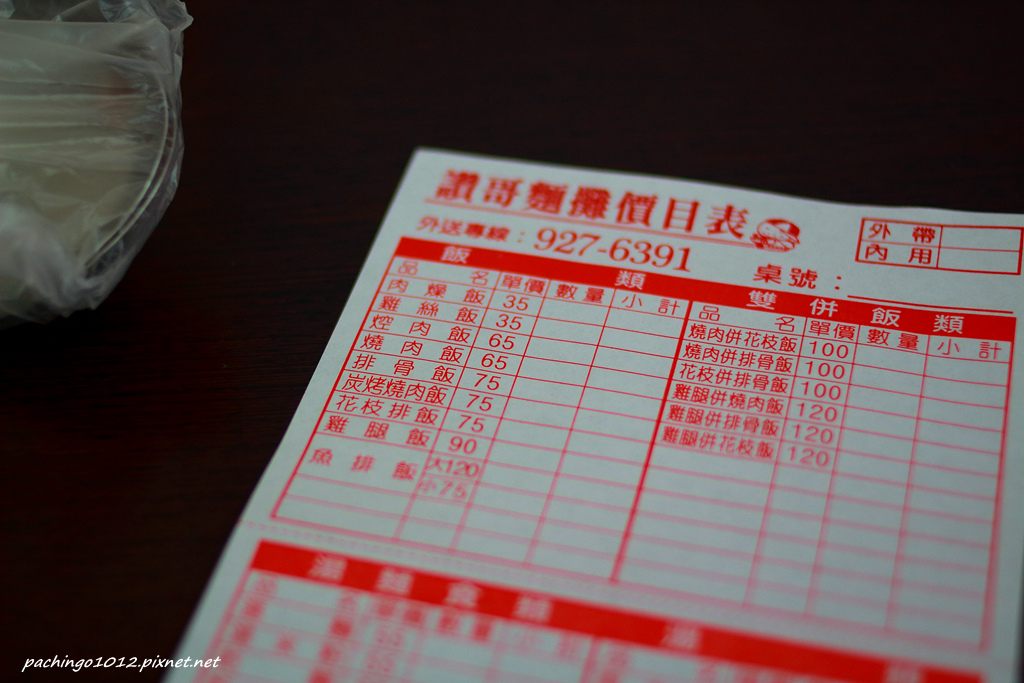 讚哥麵攤價目表
外送專線：927-6391
外帶
內用
桌號：
飯類
品名 單價 數量 小計
肉燥飯 35
雞絲飯 35
焢肉飯 65
燒肉飯 65
排骨飯 75
炭烤燒肉飯 75
花枝排飯 75
雞腿飯 90
魚排飯 大120
小75
雙併飯類
品名 單價 數量 小計
燒肉併花枝飯 100
燒肉併排骨飯 100
花枝併排骨飯 100
雞腿併燒肉飯 120
雞腿併排骨飯 120
雞腿併花枝飯 120
pachingo1012.pixnet.net